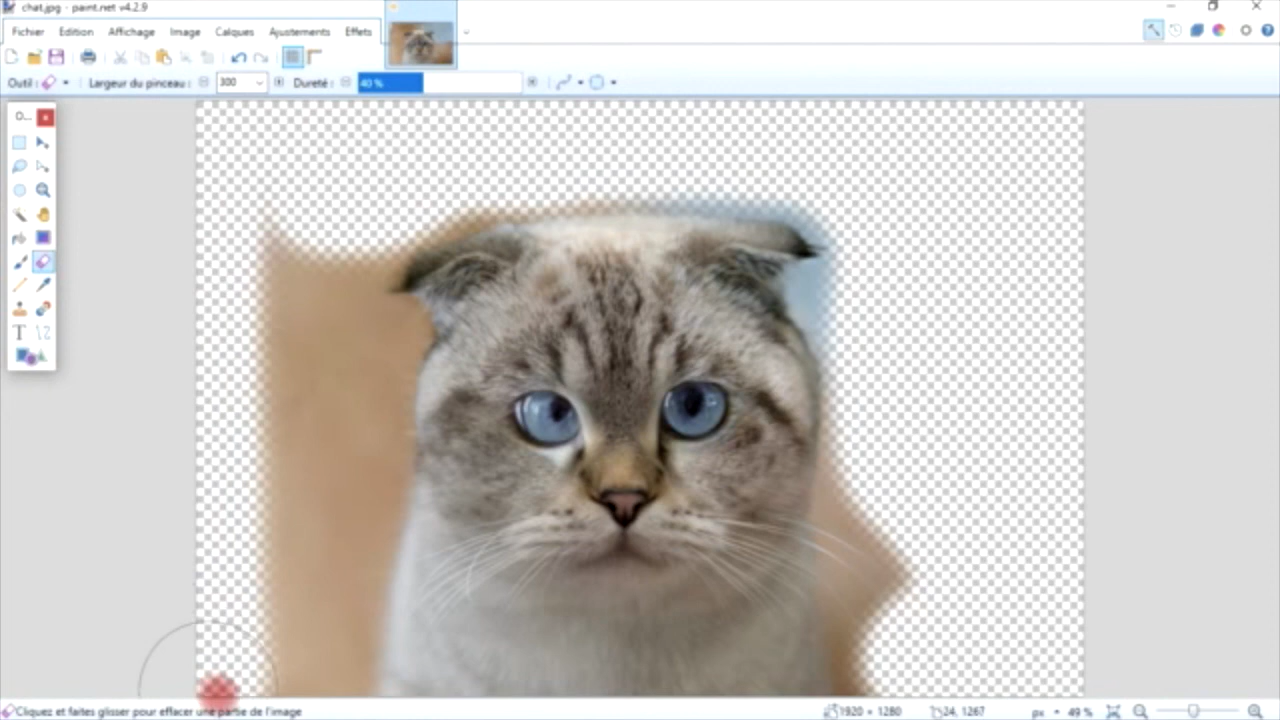 chat.jpg - paint.net v4.2.9
Fichier Edition Affichage Image Calques Ajustements Effets
Outil : Largeur du pinceau : 300 Dureté : 40 %
O...
T
Cliquez et faites glisser pour effacer une partie de l'image 1920 × 1280 24, 1267 px 49 %